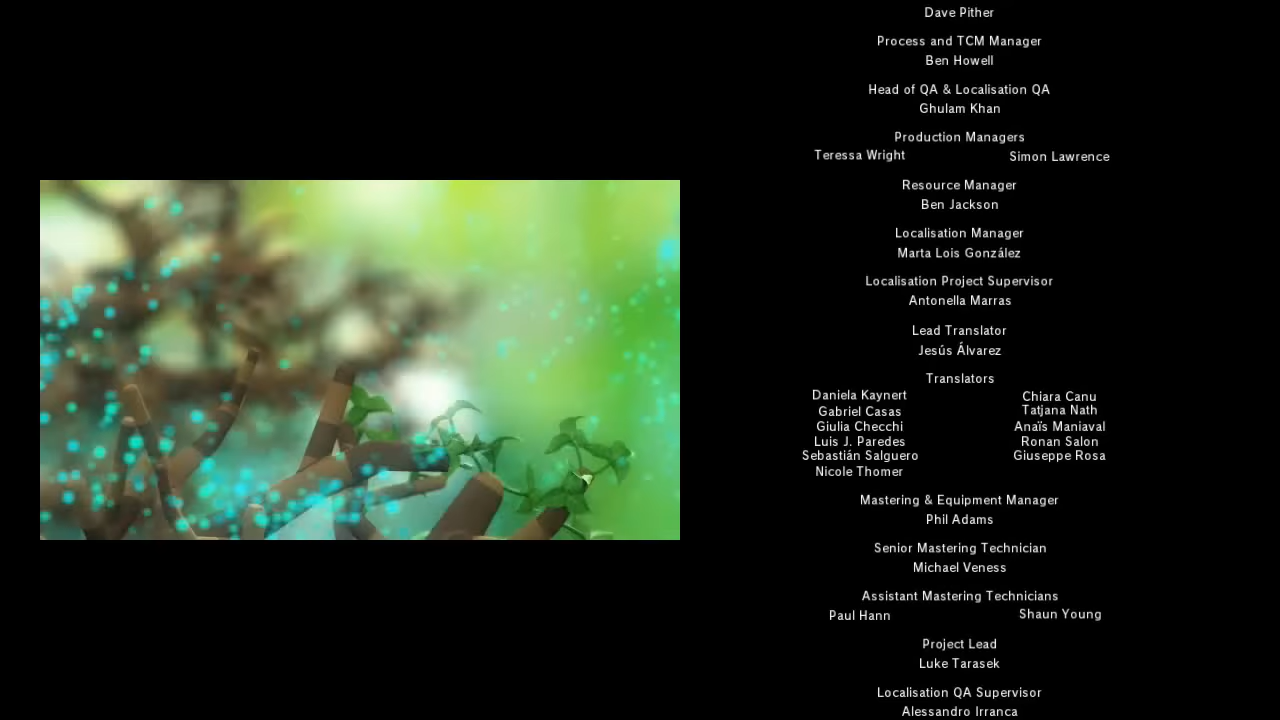 Dave Pither
Process and TCM Manager
Ben Howell
Head of QA & Localisation QA
Ghulam Khan
Production Managers
Teressa Wright Simon Lawrence
Resource Manager
Ben Jackson
Localisation Manager
Marta Lois González
Localisation Project Supervisor
Antonella Marras
Lead Translator
Jesús Álvarez
Translators
Daniela Kaynert Chiara Canu
Gabriel Casas Tatjana Nath
Giulia Checchi Anaïs Maniaval
Luis J. Paredes Ronan Salon
Sebastián Salguero Giuseppe Rosa
Nicole Thomer
Mastering & Equipment Manager
Phil Adams
Senior Mastering Technician
Michael Veness
Assistant Mastering Technicians
Paul Hann Shaun Young
Project Lead
Luke Tarasek
Localisation QA Supervisor
Alessandro Irranca